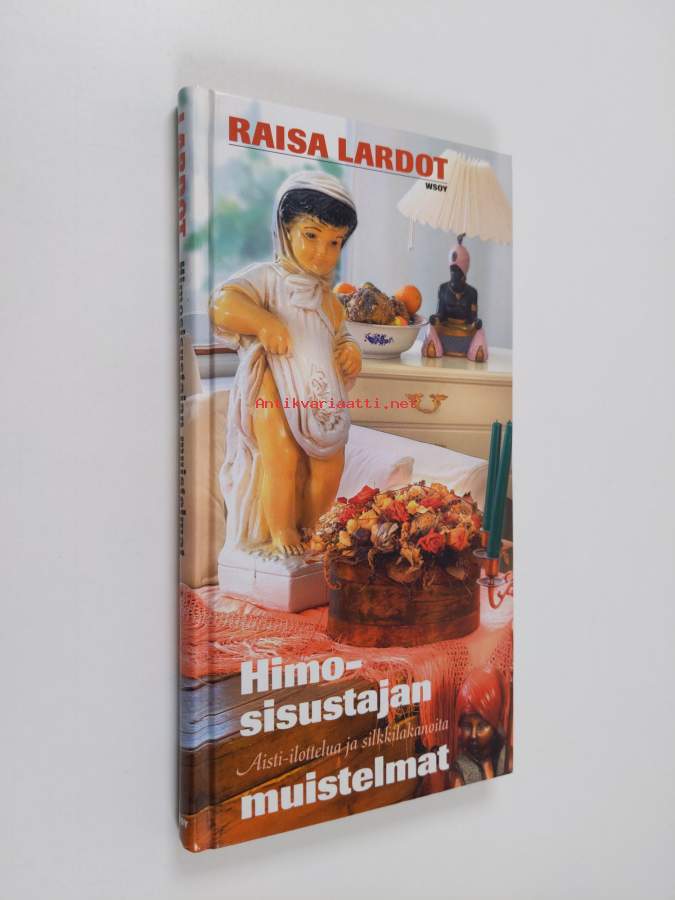 RAISA LARDOT
WSOY
LARDOT Himosisustajan muistelmat
Antikvariaatti.net
Himo-
sisustajan
Aisti-ilottelua ja silkkilakanoita
muistelmat